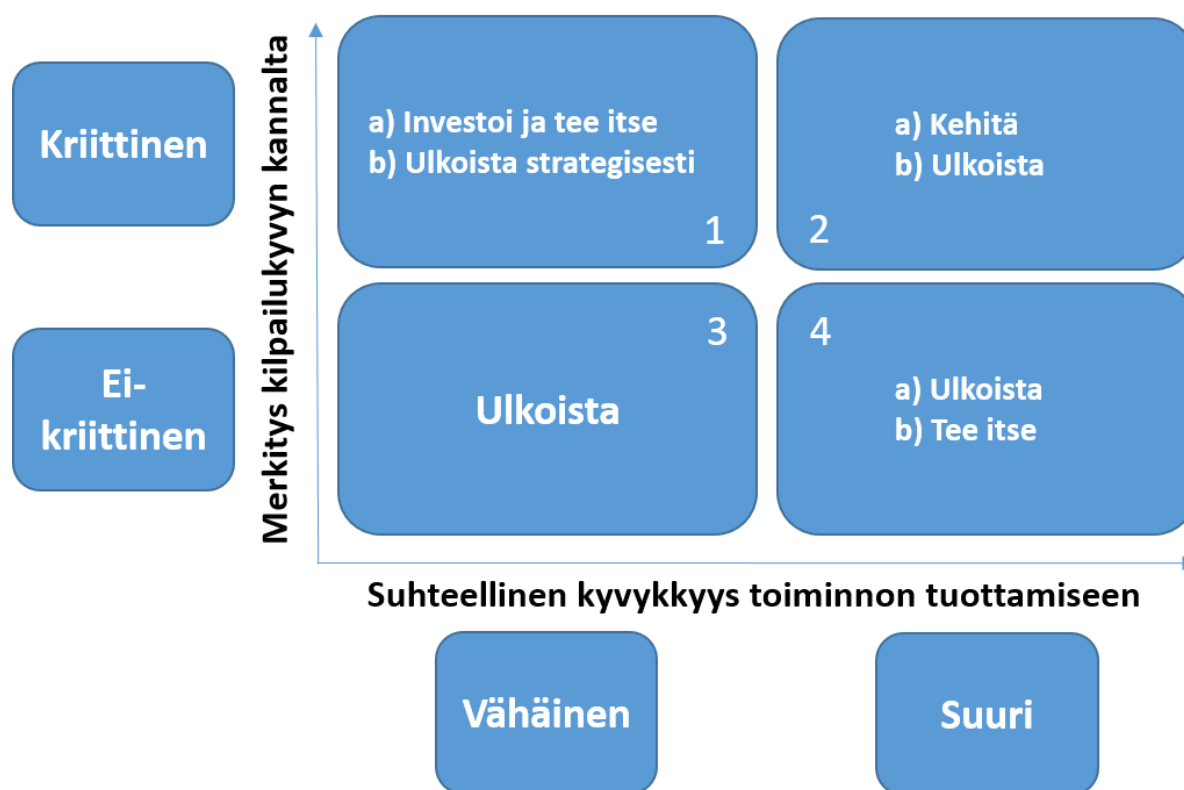 Merkitys kilpailukyvyn kannalta
Kriittinen
a) Investoi ja tee itse
b) Ulkoista strategisesti
1
a) Kehitä
b) Ulkoista
2
Ei-
kriittinen
3
Ulkoista
4
a) Ulkoista
b) Tee itse
Suhteellinen kyvykkyys toiminnon tuottamiseen
Vähäinen
Suuri